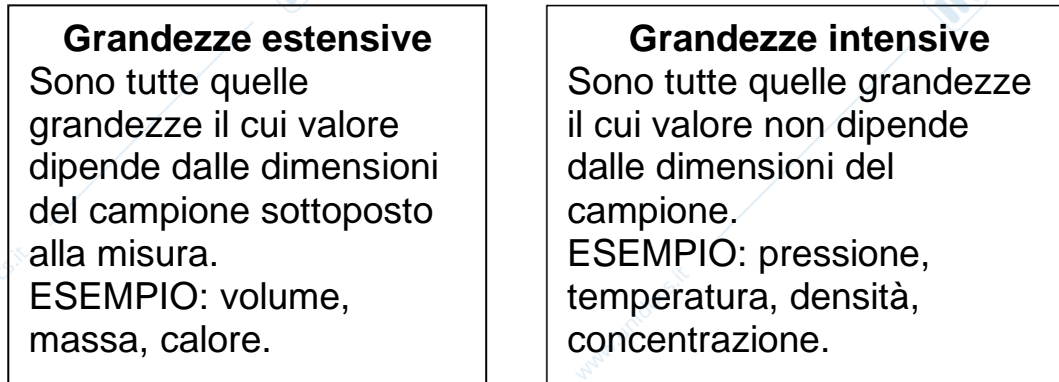 Grandezze estensive
Sono tutte quelle
grandezze il cui valore
dipende dalle dimensioni
del campione sottoposto
alla misura.
ESEMPIO: volume,
massa, calore.
Grandezze intensive
Sono tutte quelle grandezze
il cui valore non dipende
dalle dimensioni del
campione.
ESEMPIO: pressione,
temperatura, densità,
concentrazione.